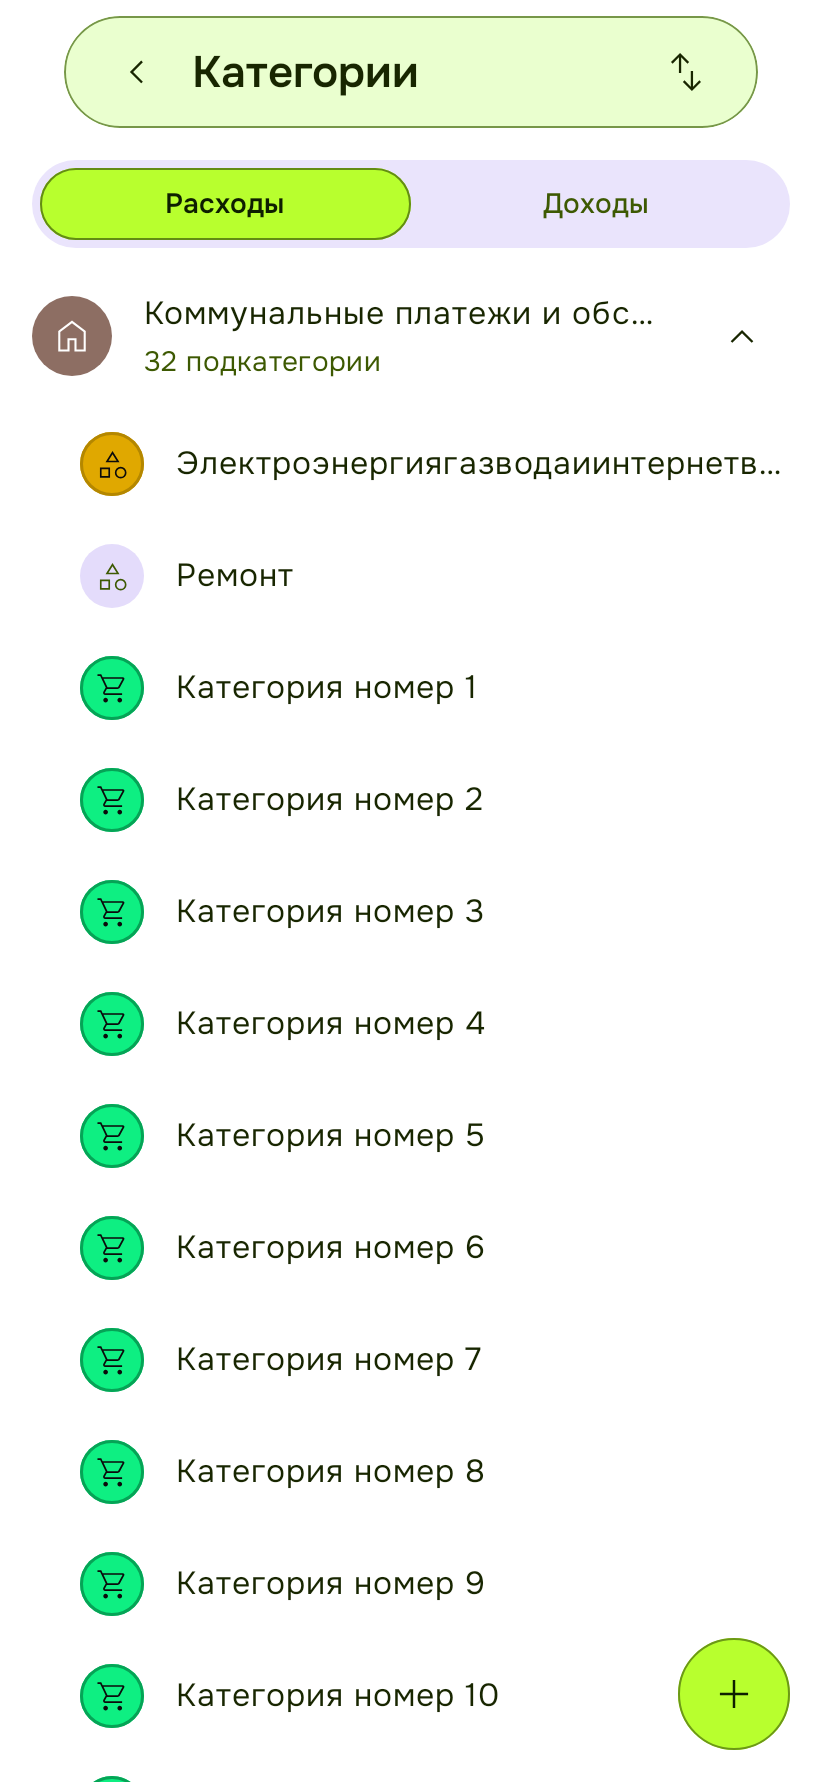 Категории
Расходы
Доходы
Коммунальные платежи и обс...
32 подкатегории
Электроэнергиягазводаиинтернетв...
Ремонт
Категория номер 1
Категория номер 2
Категория номер 3
Категория номер 4
Категория номер 5
Категория номер 6
Категория номер 7
Категория номер 8
Категория номер 9
Категория номер 10